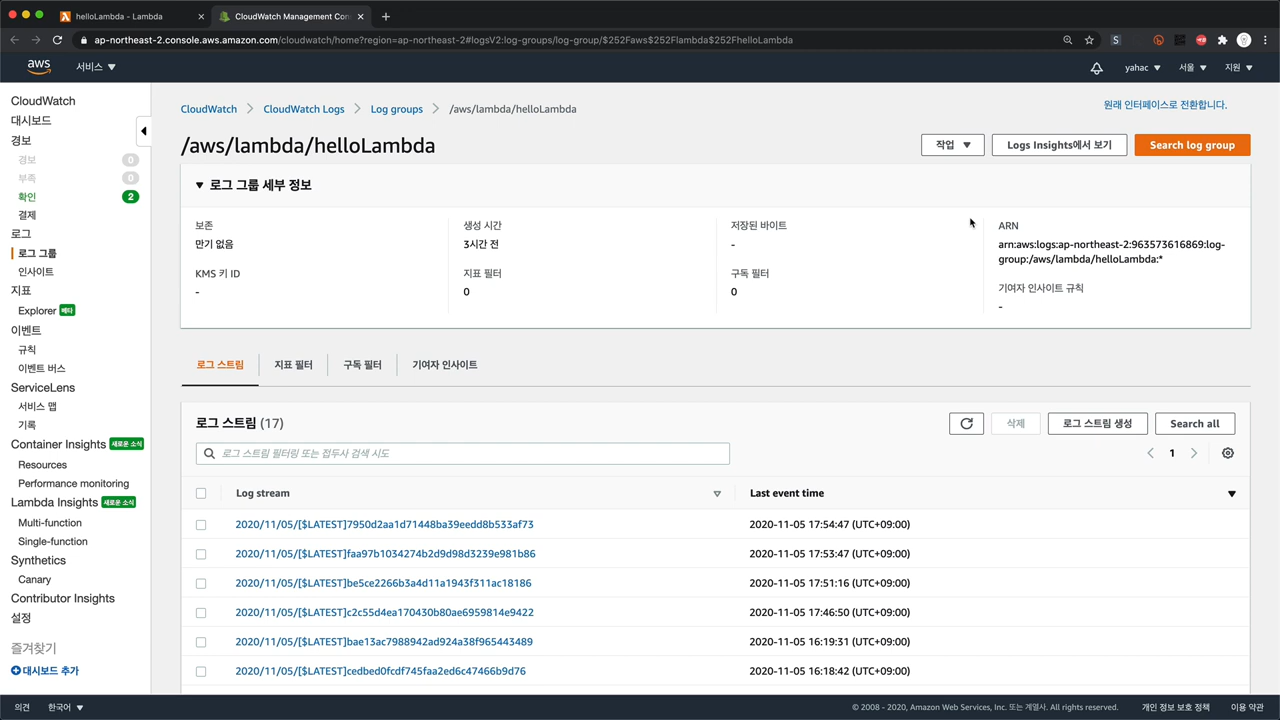 helloLambda - Lambda
CloudWatch Management Con
ap-northeast-2.console.aws.amazon.com/cloudwatch/home?region=ap-northeast-2#logsV2:log-groups/log-group/$252Faws$252Flambda$252FhelloLambda
aws
서비스
yahac
서울
지원
CloudWatch
대시보드
경보
경보 0
부족 0
확인 2
결제
로그
로그 그룹
인사이트
지표
Explorer 베타
이벤트
규칙
이벤트 버스
ServiceLens
서비스 맵
기록
Container Insights 새로운 소식
Resources
Performance monitoring
Lambda Insights 새로운 소식
Multi-function
Single-function
Synthetics
Canary
Contributor Insights
설정
즐겨찾기
대시보드 추가
CloudWatch
CloudWatch Logs
Log groups
/aws/lambda/helloLambda
원래 인터페이스로 전환합니다.
/aws/lambda/helloLambda
작업
Logs Insights에서 보기
Search log group
로그 그룹 세부 정보
보존
만기 없음
KMS 키 ID
-
생성 시간
3시간 전
지표 필터
0
저장된 바이트
-
구독 필터
0
ARN
arn:aws:logs:ap-northeast-2:963573616869:log-
group:/aws/lambda/helloLambda:*
기여자 인사이트 규칙
-
로그 스트림
지표 필터
구독 필터
기여자 인사이트
로그 스트림 (17)
삭제
로그 스트림 생성
Search all
로그 스트림 필터링 또는 접두사 검색 시도
1
Log stream
Last event time
2020/11/05/[$LATEST]7950d2aa1d71448ba39eedd8b533af73 2020-11-05 17:54:47 (UTC+09:00)
2020/11/05/[$LATEST]faa97b1034274b2d9d98d3239e981b86 2020-11-05 17:53:47 (UTC+09:00)
2020/11/05/[$LATEST]be5ce2266b3a4d11a1943f311ac18186 2020-11-05 17:51:16 (UTC+09:00)
2020/11/05/[$LATEST]c2c55d4ea170430b80ae6959814e9422 2020-11-05 17:46:50 (UTC+09:00)
2020/11/05/[$LATEST]bae13ac7988942ad924a38f965443489 2020-11-05 16:19:31 (UTC+09:00)
2020/11/05/[$LATEST]cedbed0fcdf745faa2ed6c47466b9d76 2020-11-05 16:18:42 (UTC+09:00)
의견
한국어
© 2008 - 2020, Amazon Web Services, Inc. 또는 계열사. All rights reserved.
개인 정보 보호 정책
이용 약관